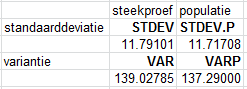 steekproef populatie
standaarddeviatie STDEV STDEV.P
11.79101 11.71708
variantie VAR VARP
139.02785 137.29000